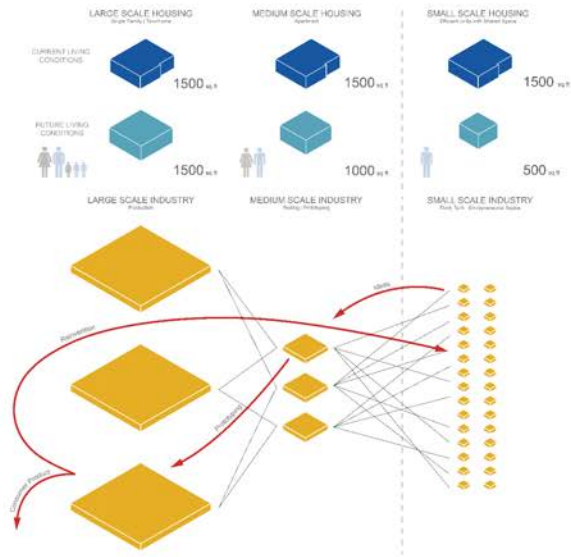 LARGE SCALE HOUSING
Single Family / Townhome
MEDIUM SCALE HOUSING
Apartment
SMALL SCALE HOUSING
Efficient Units with Shared Space
CURRENT LIVING
CONDITIONS
1500 sq.ft
1500 sq.ft
1500 sq.ft
FUTURE LIVING
CONDITIONS
1500 sq.ft
1000 sq.ft
500 sq.ft
LARGE SCALE INDUSTRY
Production
MEDIUM SCALE INDUSTRY
Testing / Prototyping
SMALL SCALE INDUSTRY
Think Tank
Ideas
Reinvention
Prototyping
Consumer Product